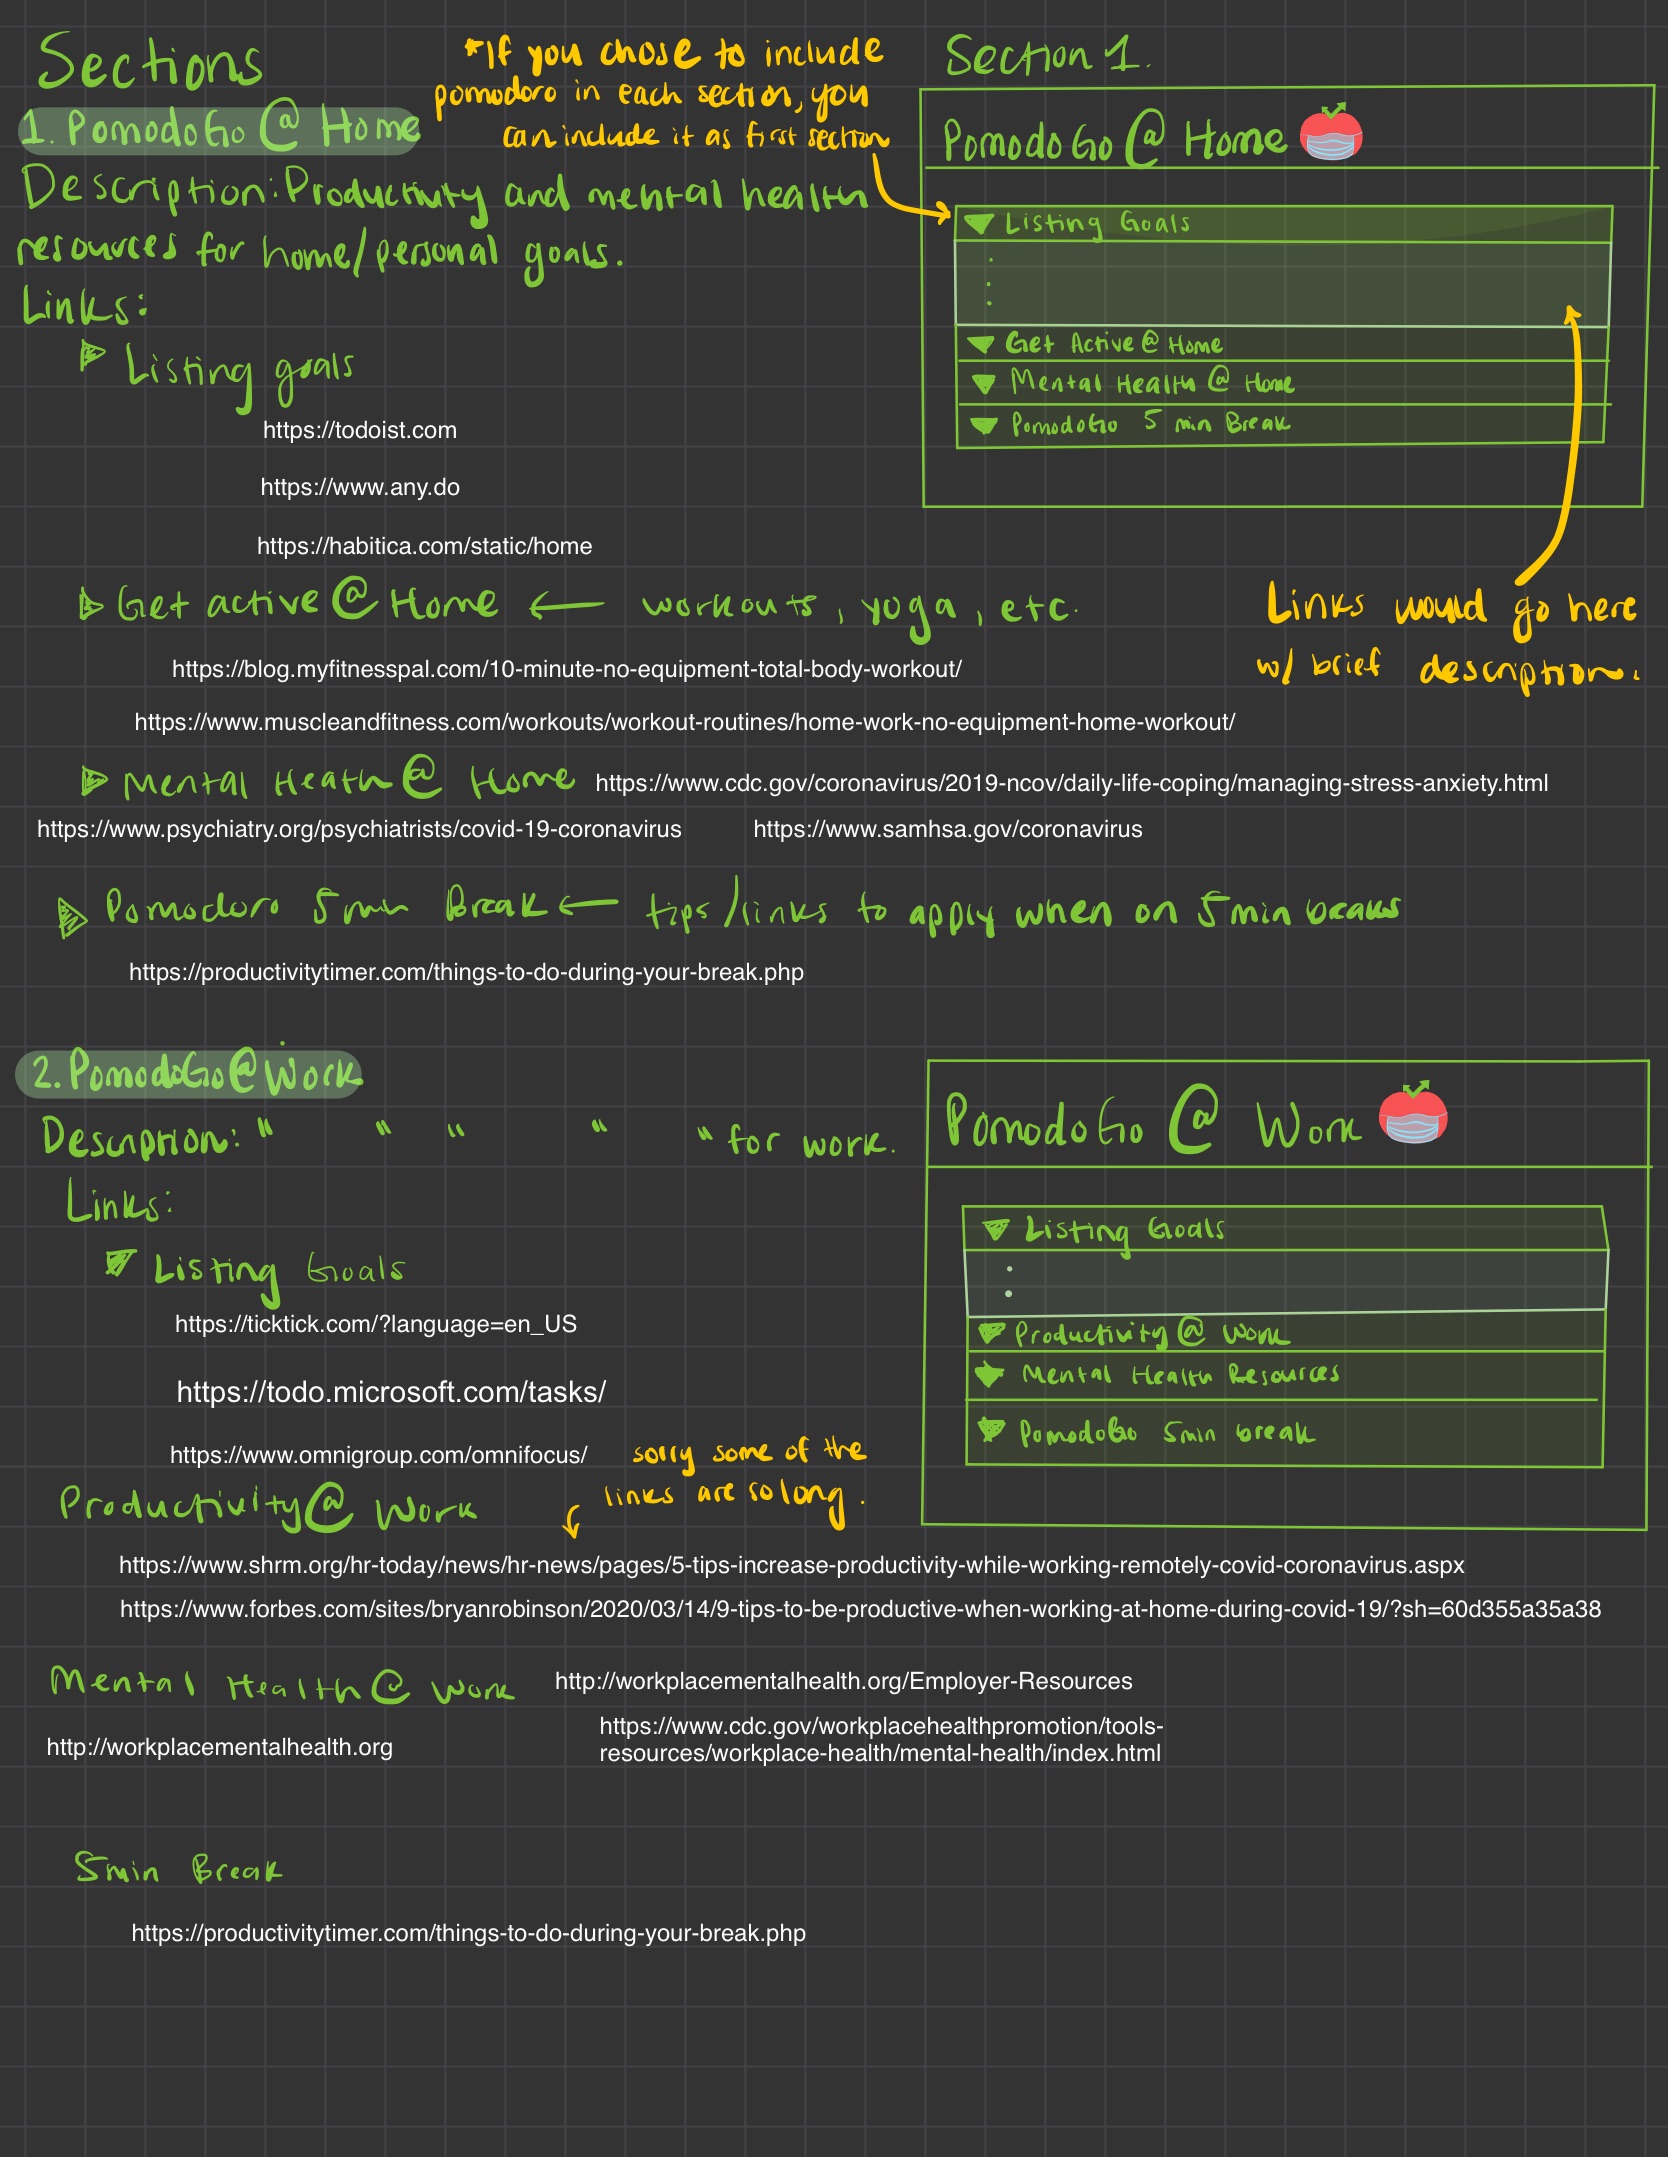 Sections
1. PomodoGo @ Home
Description: Productivity and mental health
resources for home/personal goals.
Links:
Listing goals
https://todoist.com
https://www.any.do
https://habitica.com/static/home
Get active @ Home ← workouts, yoga, etc.
https://blog.myfitnesspal.com/10-minute-no-equipment-total-body-workout/
https://www.muscleandfitness.com/workouts/workout-routines/home-work-no-equipment-home-workout/
Mental Heath @ Home https://www.cdc.gov/coronavirus/2019-ncov/daily-life-coping/managing-stress-anxiety.html
https://www.psychiatry.org/psychiatrists/covid-19-coronavirus https://www.samhsa.gov/coronavirus
Pomodoro 5 min Break ← tips/links to apply when on 5 min breaks
https://productivitytimer.com/things-to-do-during-your-break.php
*If you chose to include
pomodoro in each section, you
can include it as first section
Section 1.
PomodoGo @ Home
Listing Goals
Get Active @ Home
Mental Health @ Home
PomodoGo 5 min Break
Links would go here
w/ brief description.
2. PomodoGo @ Work
Description: " " " " " for work.
Links:
Listing Goals
https://ticktick.com/?language=en_US
https://todo.microsoft.com/tasks/
https://www.omnigroup.com/omnifocus/
sorry some of the
links are so long.
Productivity @ Work
https://www.shrm.org/hr-today/news/hr-news/pages/5-tips-increase-productivity-while-working-remotely-covid-coronavirus.aspx
https://www.forbes.com/sites/bryanrobinson/2020/03/14/9-tips-to-be-productive-when-working-at-home-during-covid-19/?sh=60d355a35a38
Mental Health @ Work http://workplacementalhealth.org/Employer-Resources
http://workplacementalhealth.org
https://www.cdc.gov/workplacehealthpromotion/tools-
resources/workplace-health/mental-health/index.html
5min Break
https://productivitytimer.com/things-to-do-during-your-break.php
PomodoGo @ Work
Listing Goals
Productivity @ Work
Mental Health Resources
PomodoGo 5min break